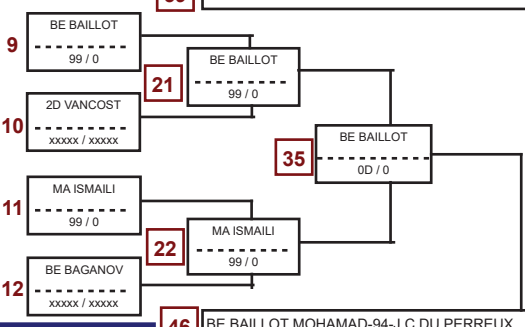 9
BE BAILLOT
99 / 0
10
2D VANCOST
xxxxx / xxxxx
21
BE BAILLOT
99 / 0
11
MA ISMAILI
99 / 0
12
BE BAGANOV
xxxxx / xxxxx
22
MA ISMAILI
99 / 0
35
BE BAILLOT
0D / 0
46
BE BAILLOT MOHAMAD-94-J C DU PERREUX